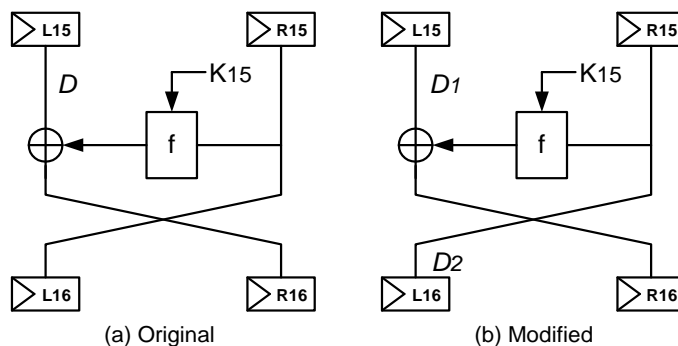 L15 R15 L15 R15
K15 K15
D D1
f f
D2
L16 R16 L16 R16
(a) Original (b) Modified